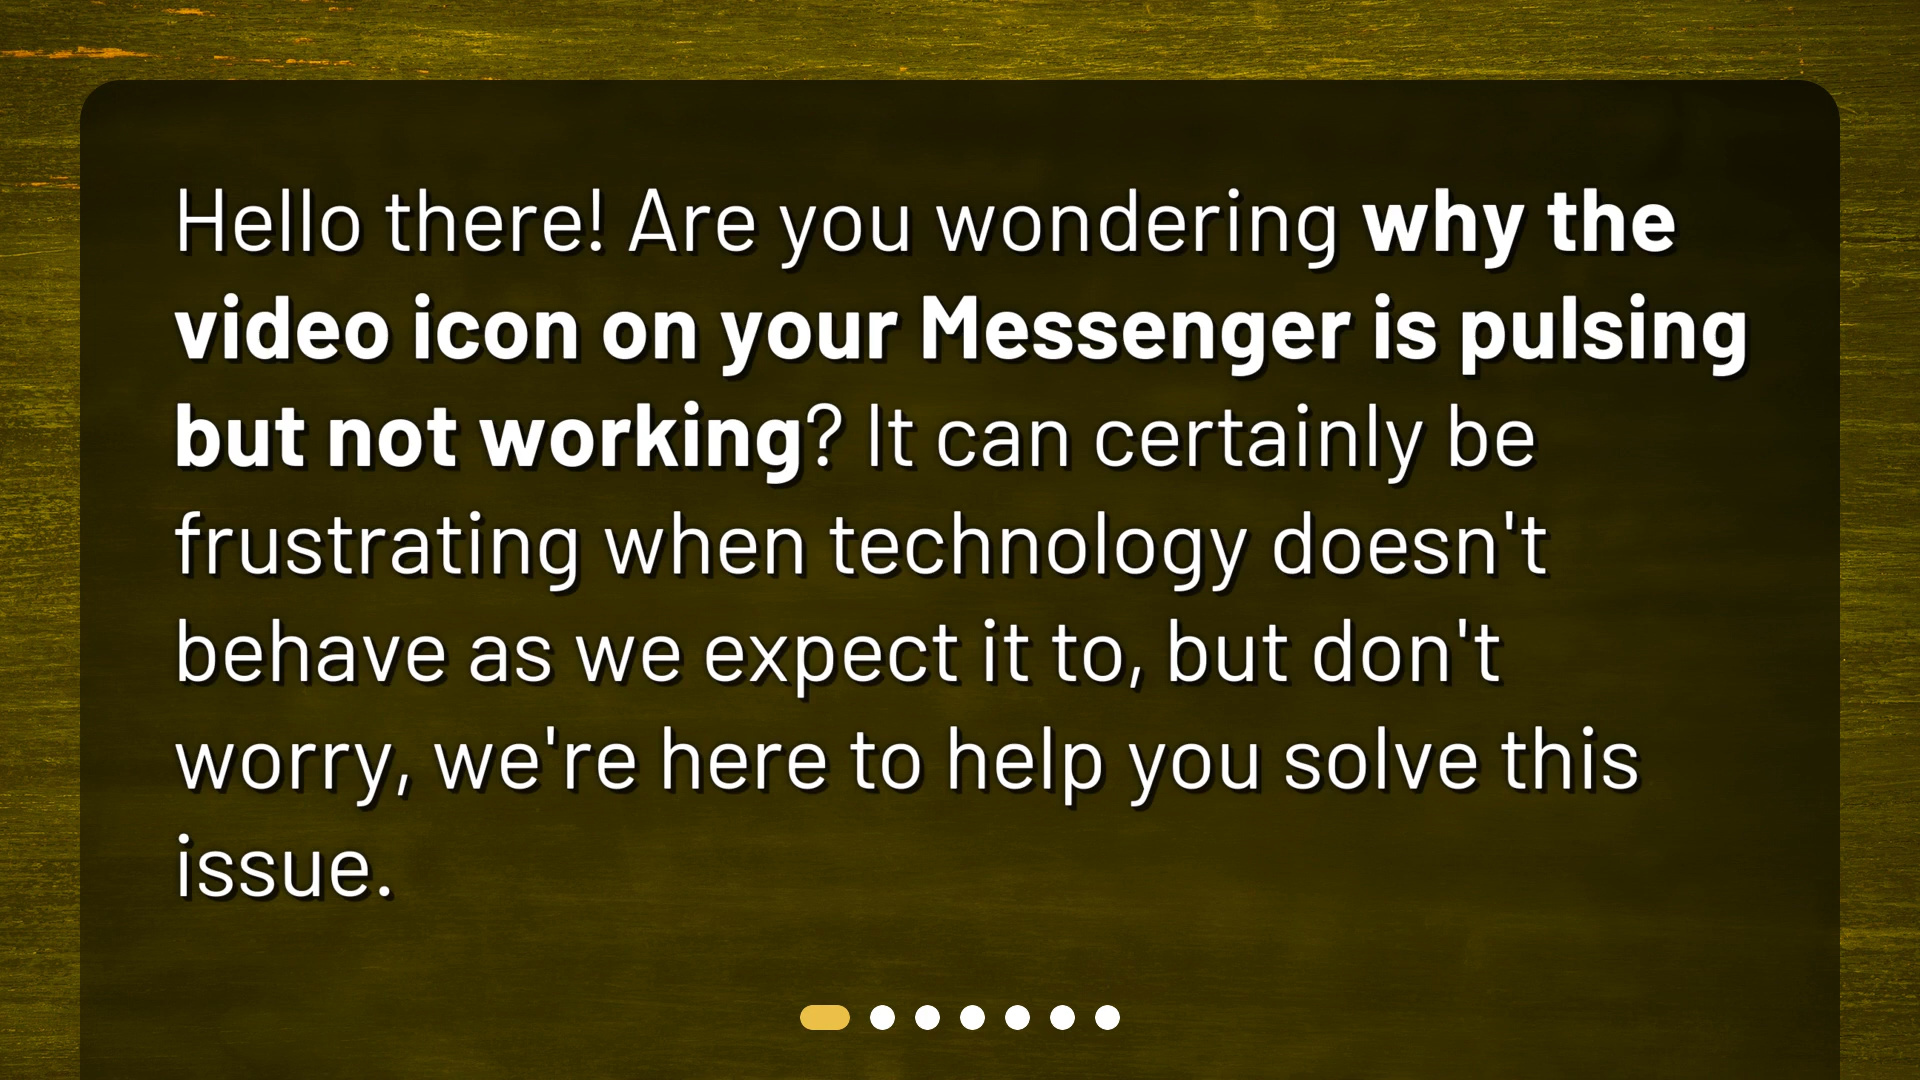 Hello there! Are you wondering why the
video icon on your Messenger is pulsing
but not working? It can certainly be
frustrating when technology doesn't
behave as we expect it to, but don't
worry, we're here to help you solve this
issue.